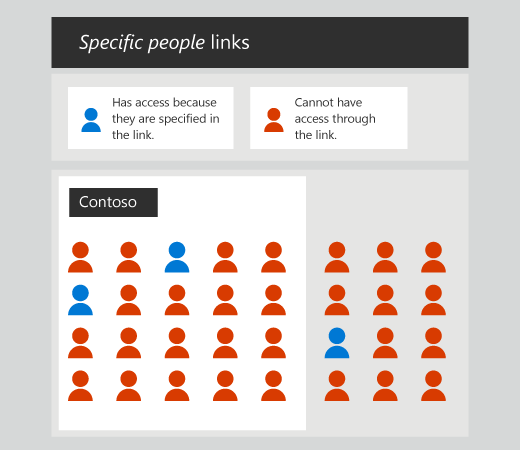 Specific people links
Has access because
they are specified in
the link.
Cannot have
access through
the link.
Contoso